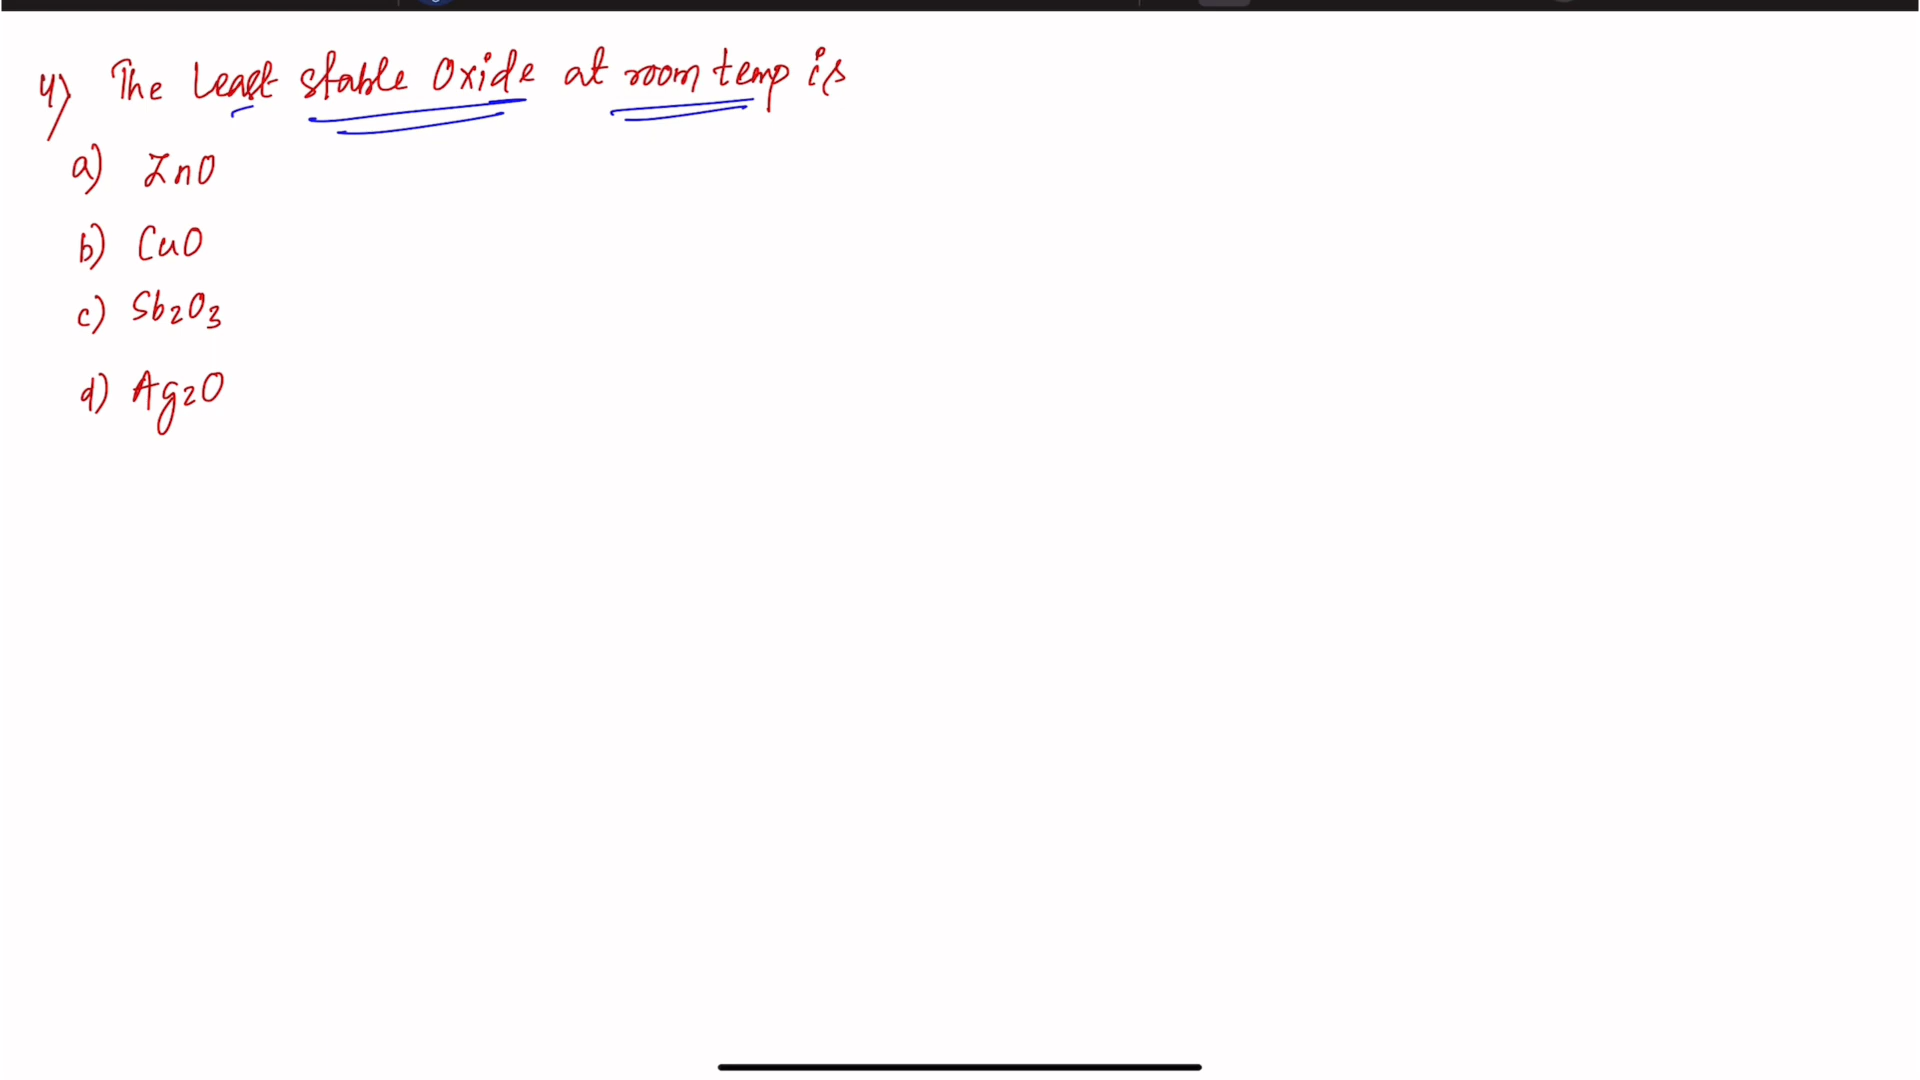 4) The Least stable Oxide at room temp is
a) ZnO
b) CuO
c) Sb₂O₃
d) Ag₂O